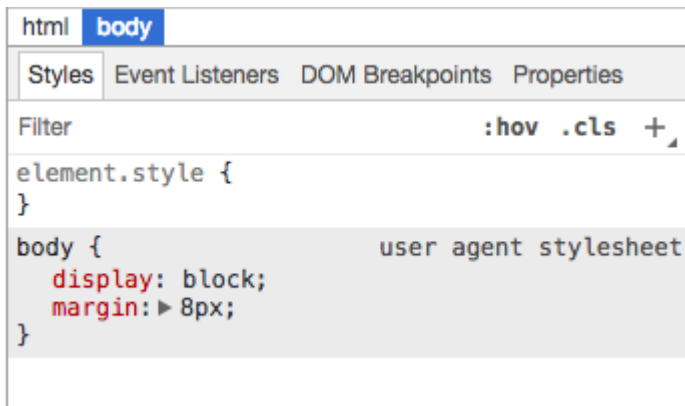 html body
Styles Event Listeners DOM Breakpoints Properties
Filter :hov .cls +
element.style {
}
body { user agent stylesheet
display: block;
margin:▶8px;
}